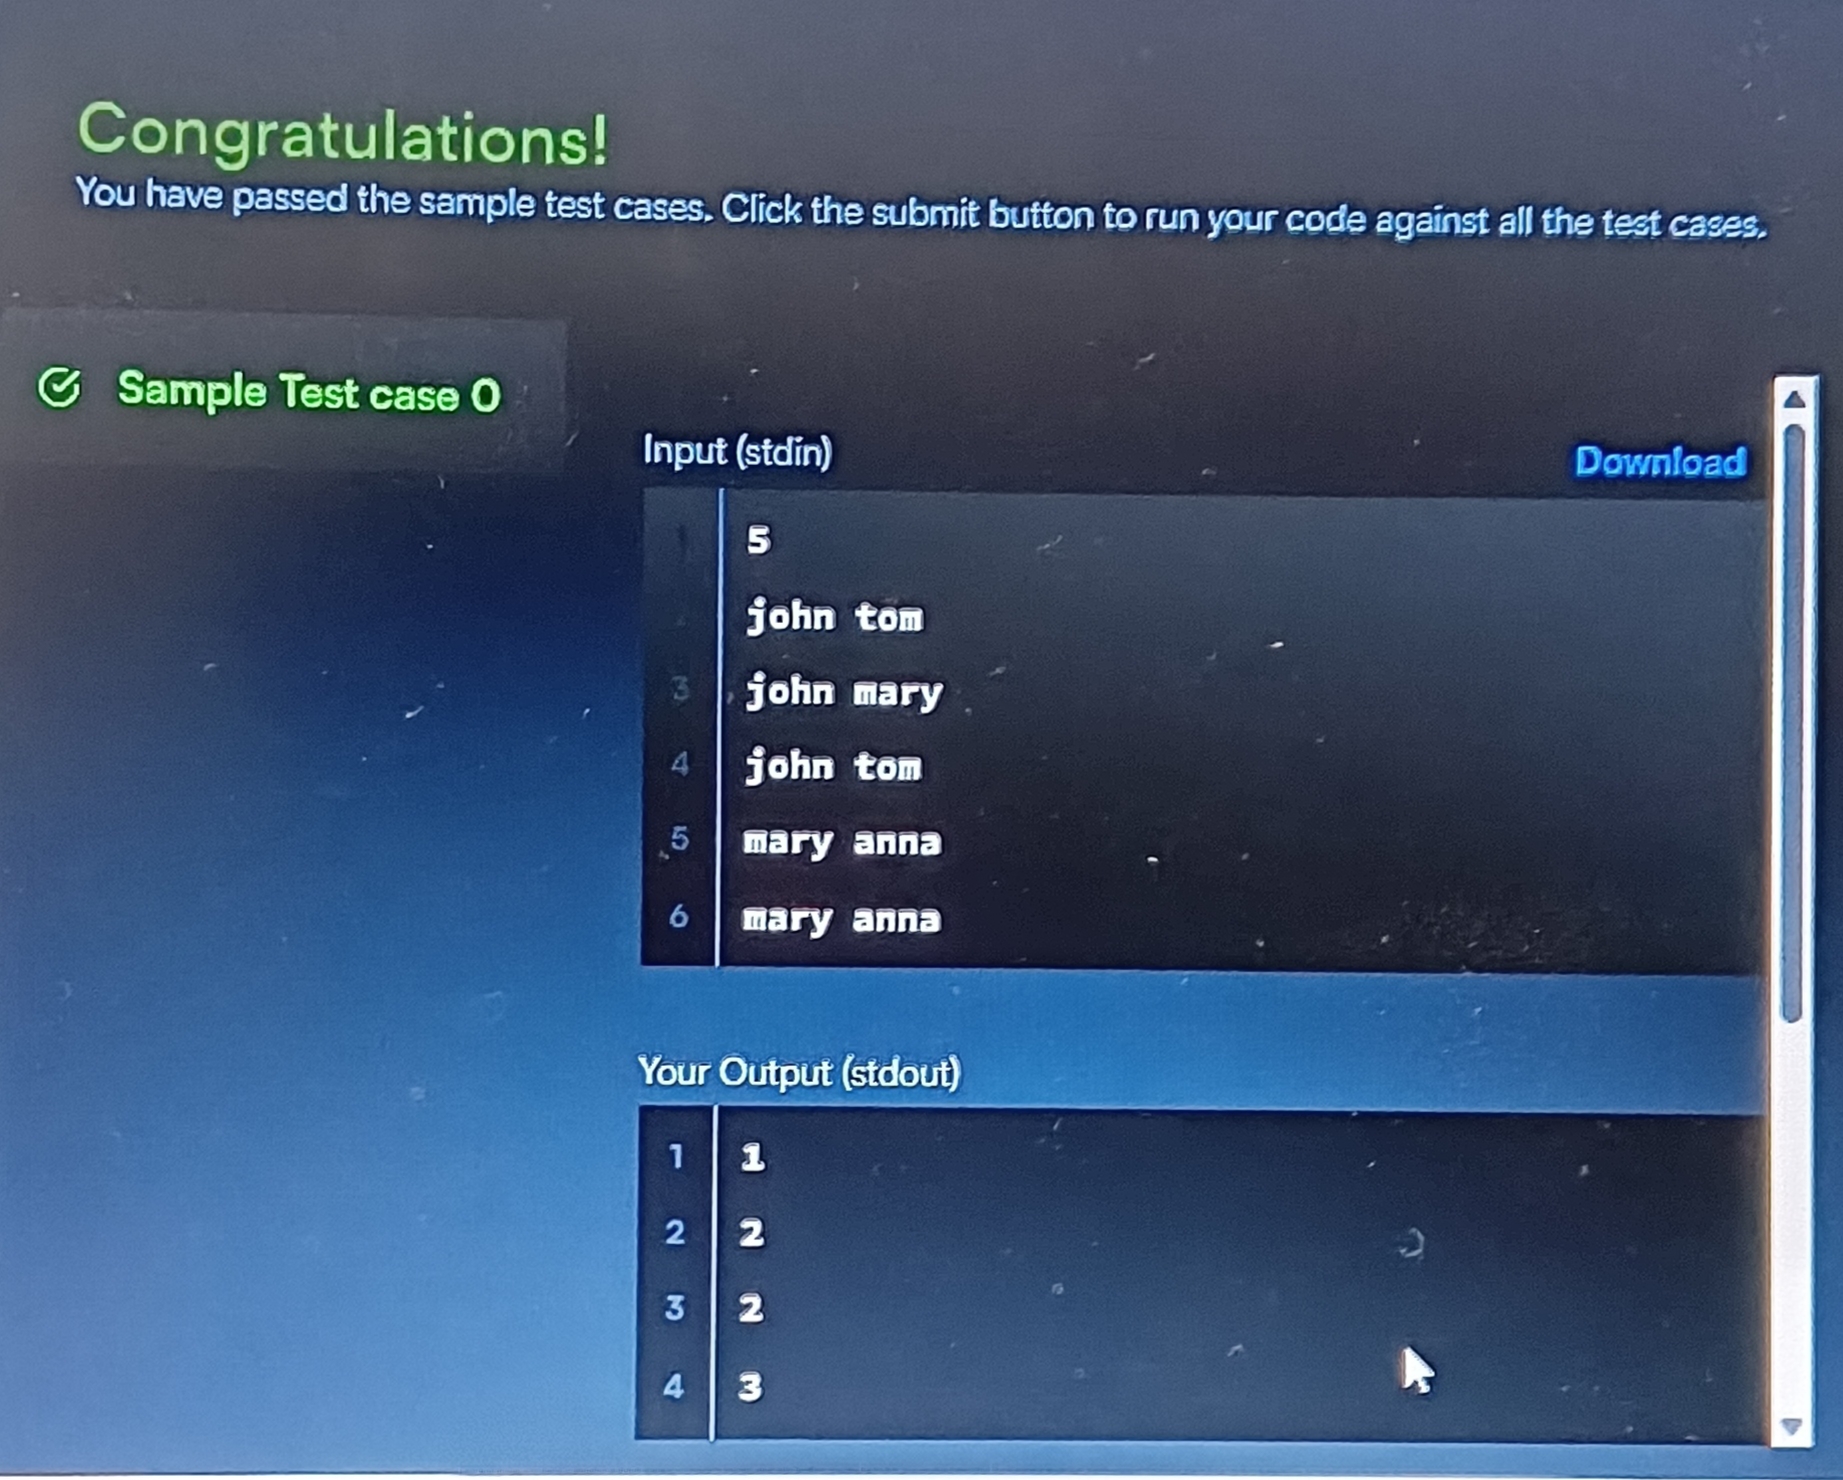 Congratulations!
You have passed the sample test cases. Click the submit button to run your code against all the test cases.
Sample Test case 0
Input (stdin)
Download
5
john tom
3 john mary
4 john tom
5 mary anna
6 mary anna
Your Output (stdout)
1 1
2 2
3 2
4 3